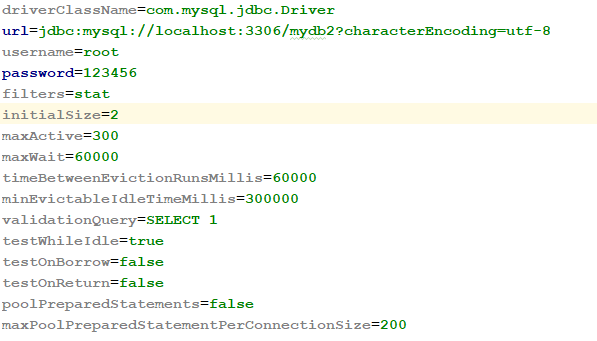 driverClassName=com.mysql.jdbc.Driver
url=jdbc:mysql://localhost:3306/mydb2?characterEncoding=utf-8
username=root
password=123456
filters=stat
initialSize=2
maxActive=300
maxWait=60000
timeBetweenEvictionRunsMillis=60000
minEvictableIdleTimeMillis=300000
validationQuery=SELECT 1
testWhileIdle=true
testOnBorrow=false
testOnReturn=false
poolPreparedStatements=false
maxPoolPreparedStatementPerConnectionSize=200